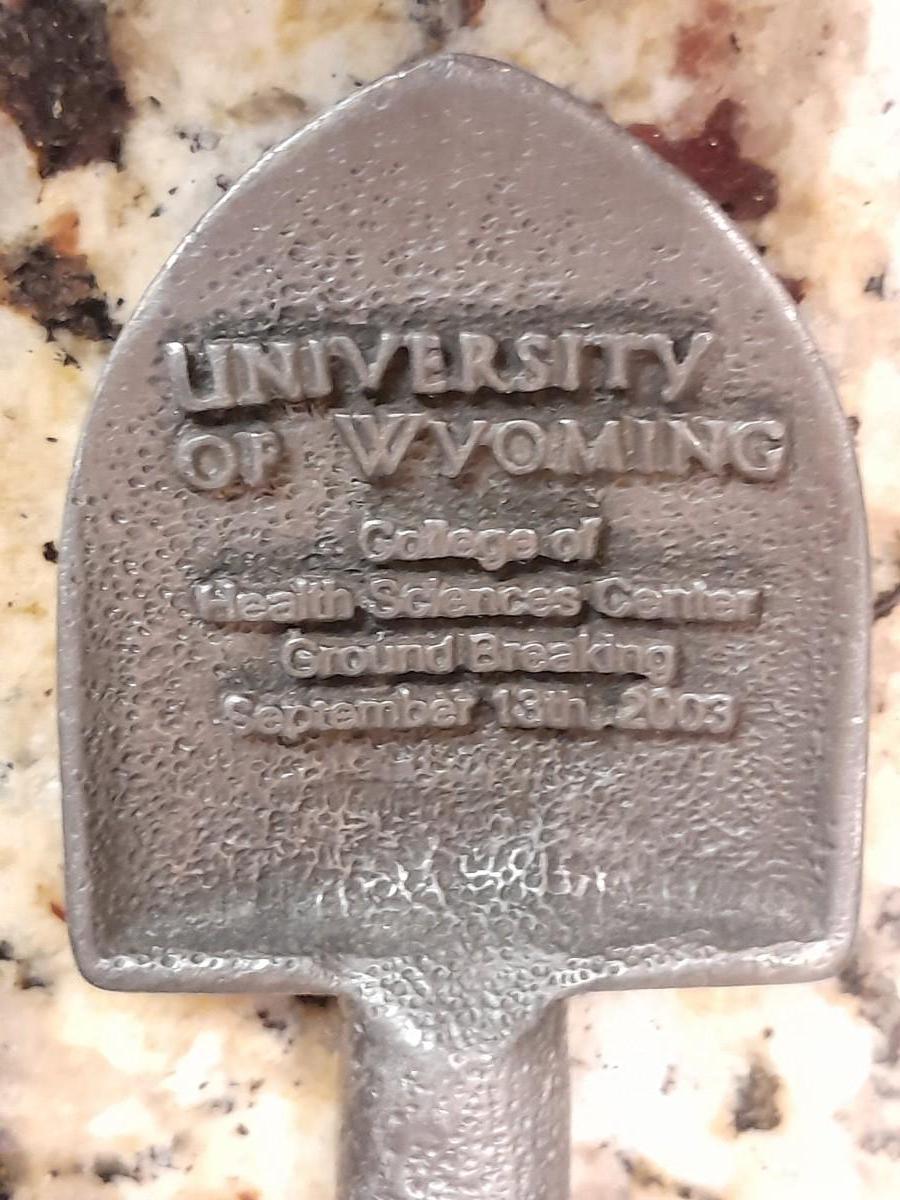 UNIVERSITY
OF WYOMING
College of
Health Sciences Center
Ground Breaking
September 13th, 2003